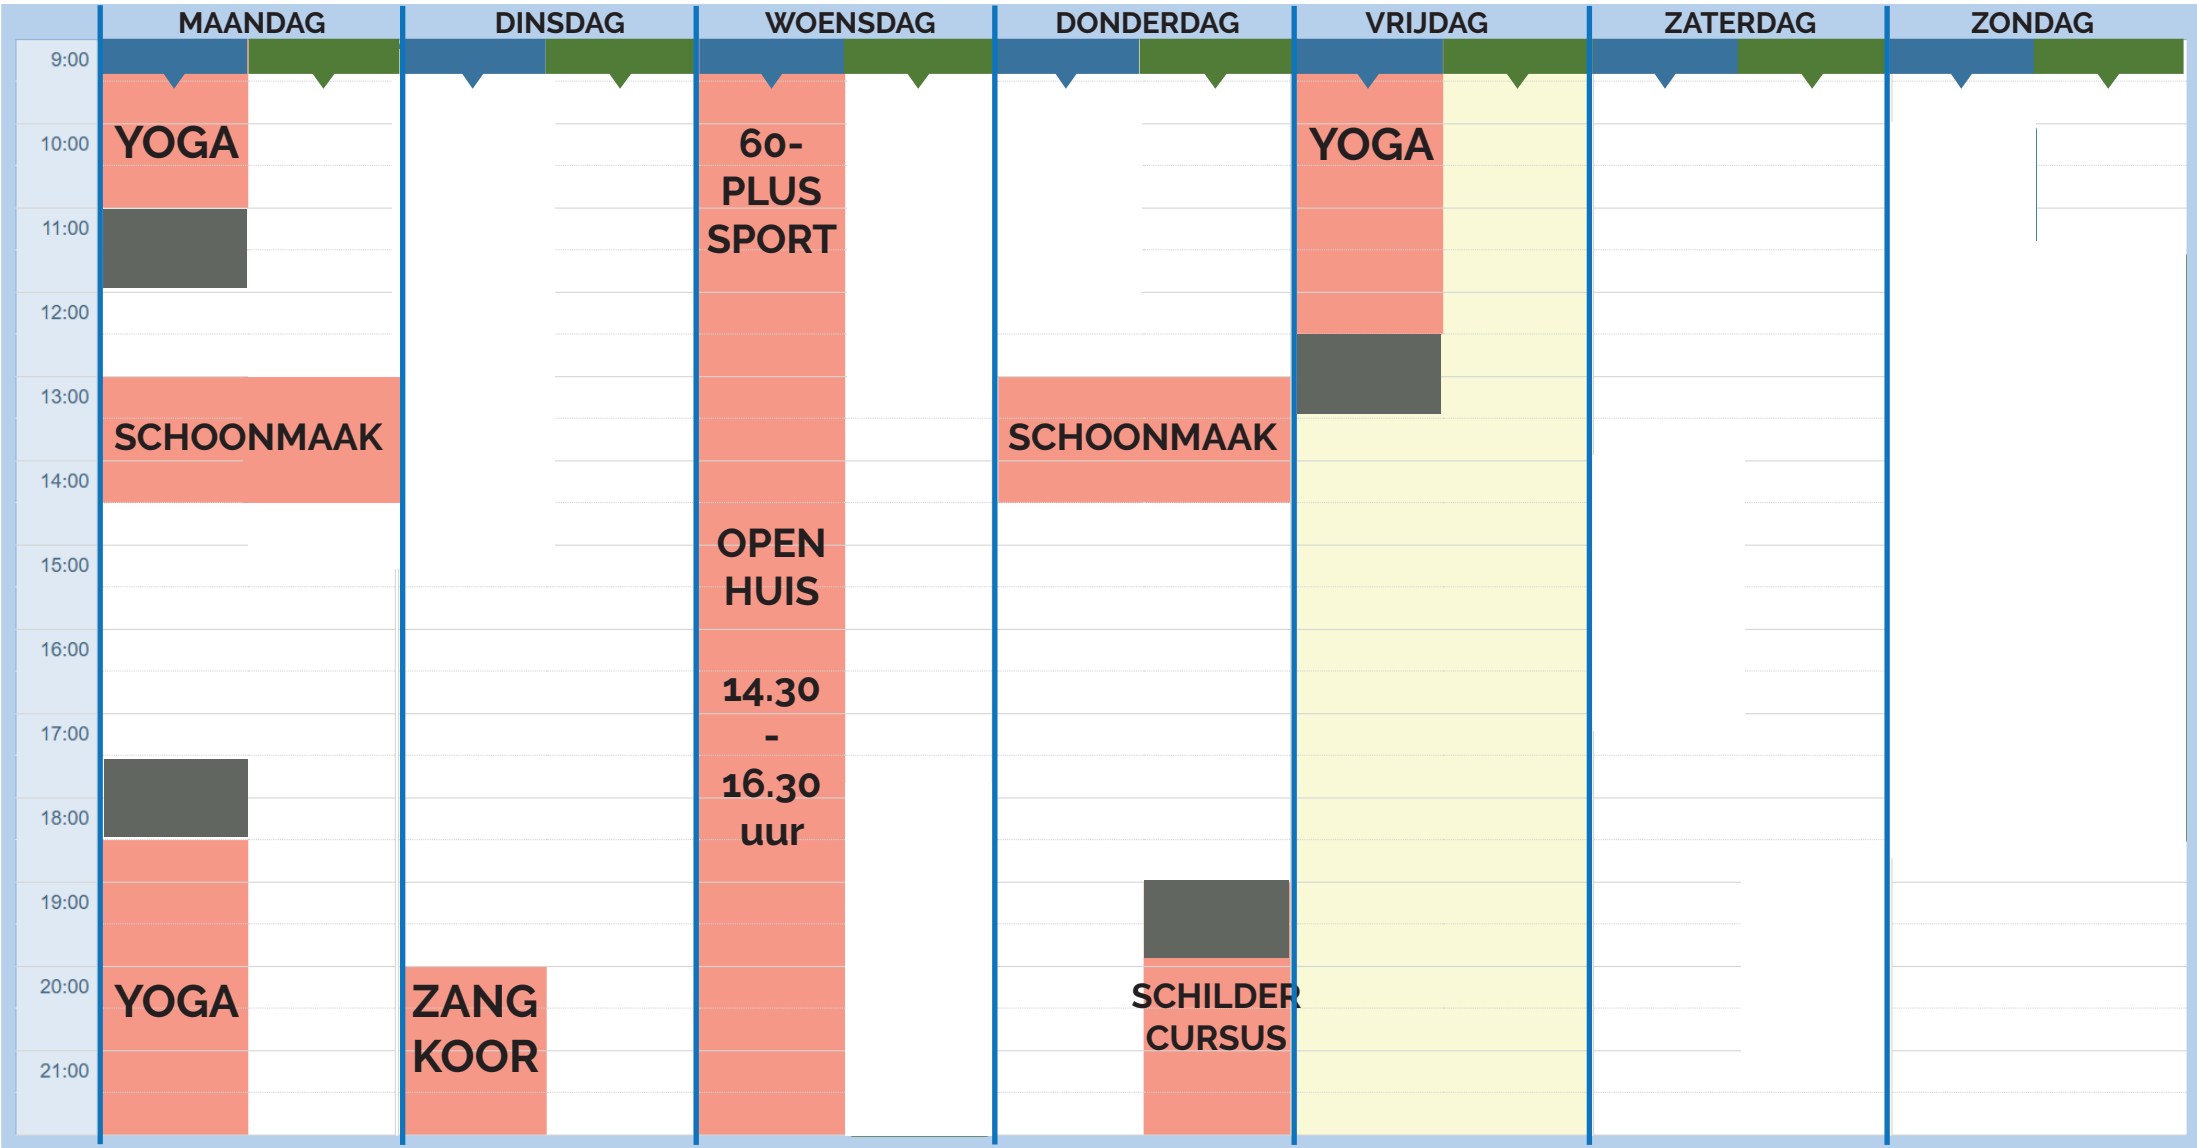 MAANDAG DINSDAG WOENSDAG DONDERDAG VRIJDAG ZATERDAG ZONDAG
9:00
10:00
11:00
12:00
13:00
14:00
15:00
16:00
17:00
18:00
19:00
20:00
21:00
YOGA
SCHOONMAAK
YOGA
ZANG
KOOR
60-
PLUS
SPORT
OPEN
HUIS
14.30
-
16.30
uur
SCHOONMAAK
SCHILDER
CURSUS
YOGA